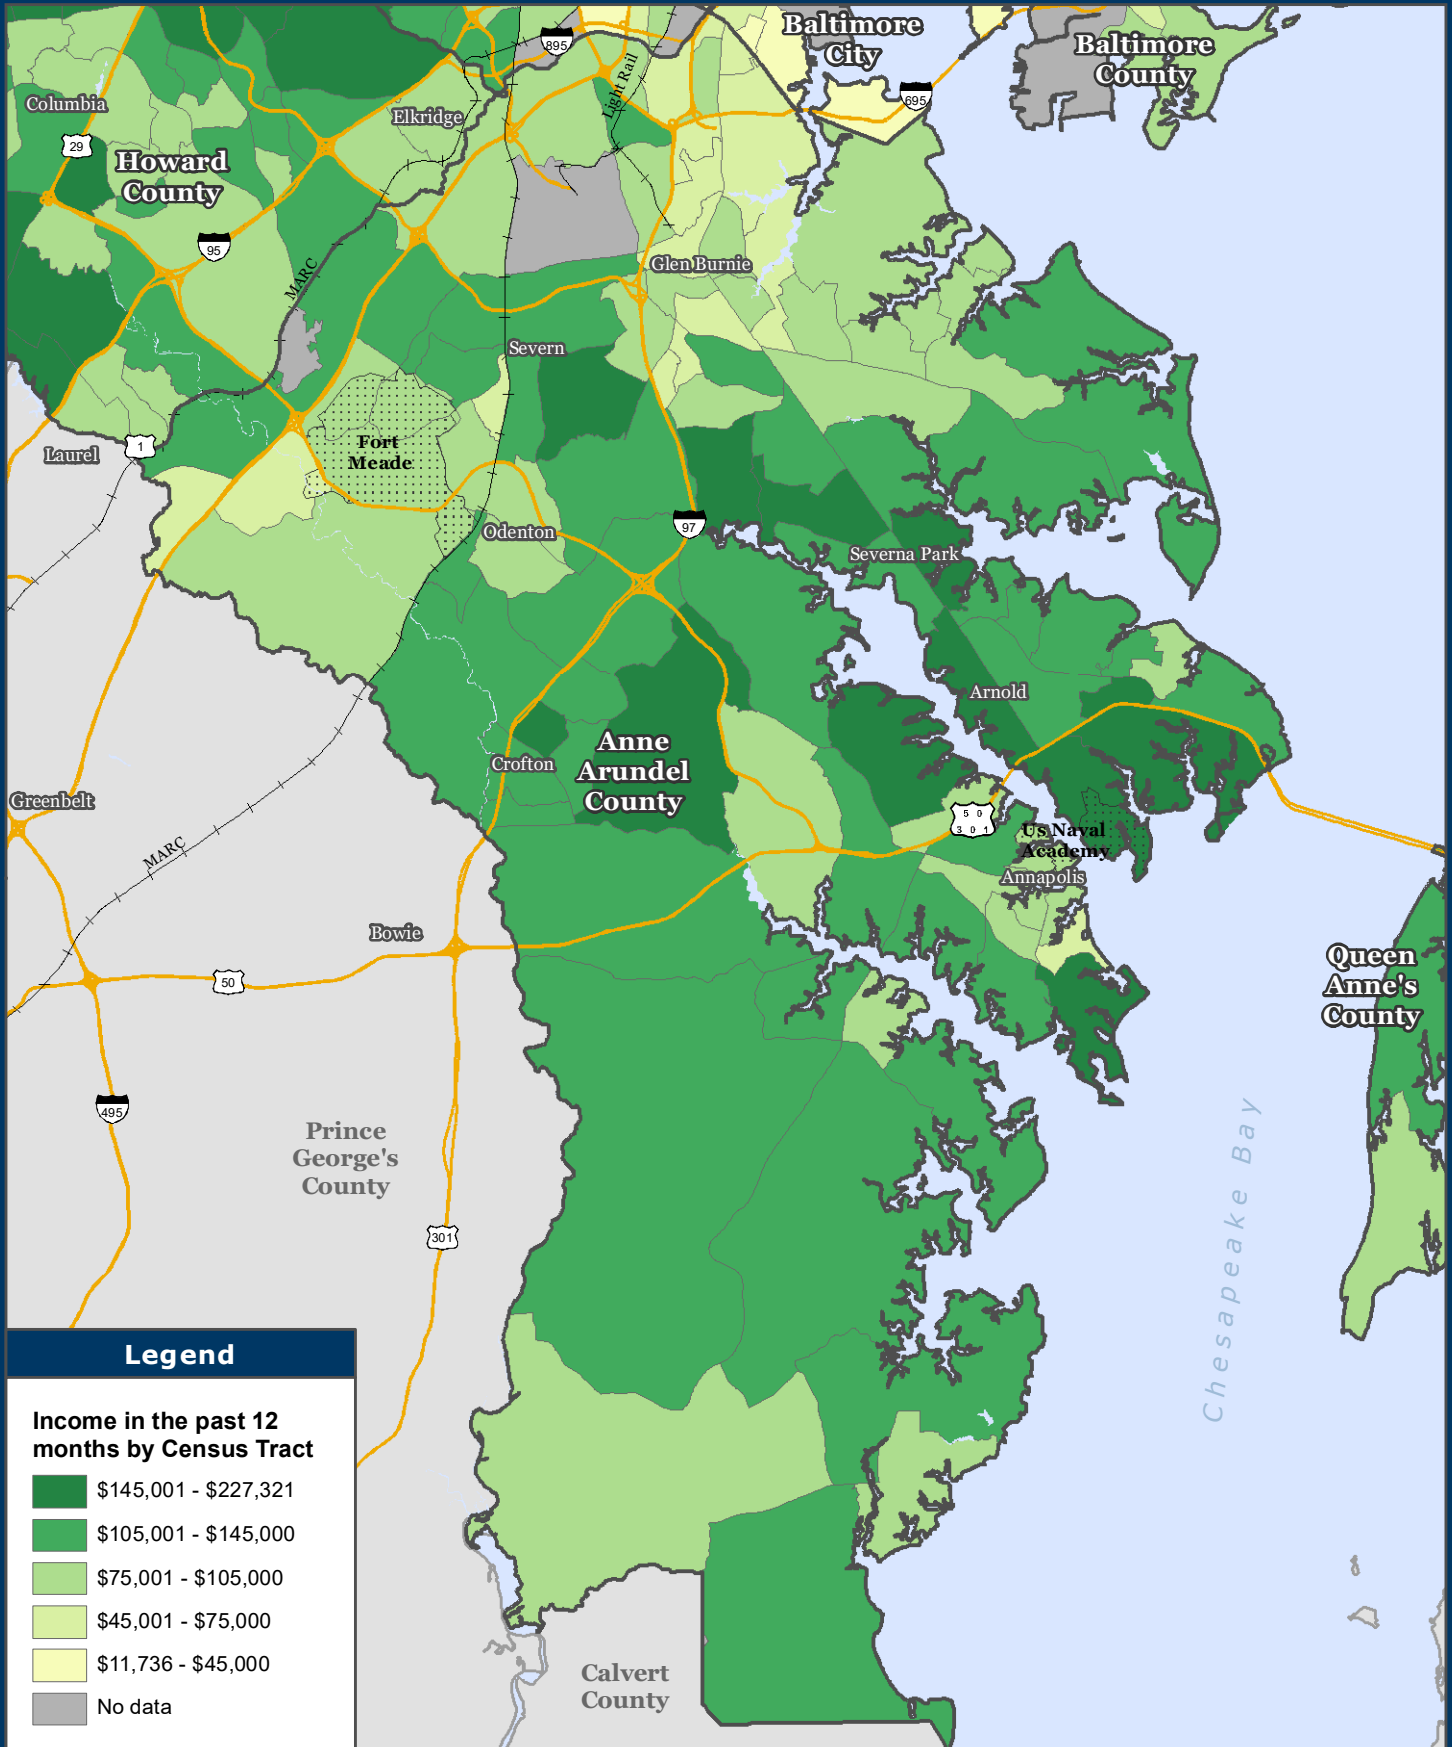 Baltimore
City
Baltimore
County
895
Light Rail
695
Columbia
Elkridge
29
Howard
County
95
MARC
Glen Burnie
Severn
Fort
Meade
1
Laurel
Odenton
97
Severna Park
Arnold
Anne
Arundel
County
Crofton
Greenbelt
MARC
50
301
Us Naval
Academy
Annapolis
Bowie
50
Queen
Anne's
County
495
Prince
George's
County
301
Chesapeake Bay
Calvert
County
Legend
Income in the past 12
months by Census Tract
$145,001 - $227,321
$105,001 - $145,000
$75,001 - $105,000
$45,001 - $75,000
$11,736 - $45,000
No data